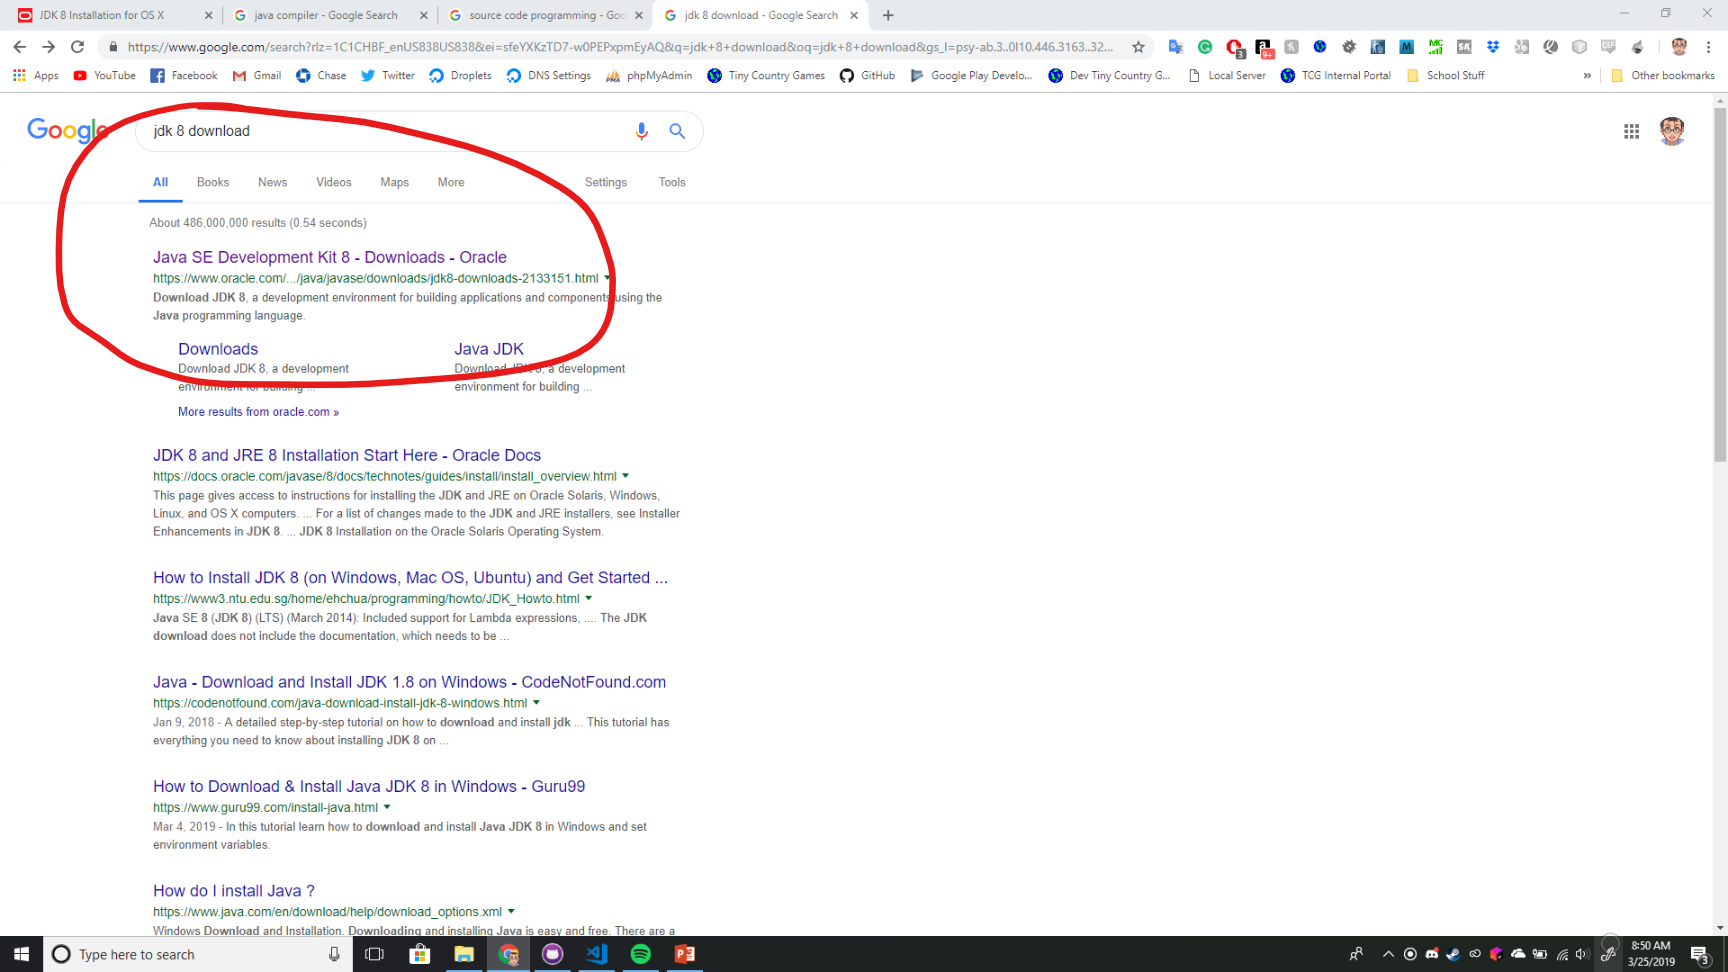 JDK 8 Installation for OS X
java compiler - Google Search
source code programming - Goo
jdk 8 download - Google Search
https://www.google.com/search?rlz=1C1CHBF_enUS838US838&ei=sfeYXKzTD7-w0PEPxpmEyAQ&q=jdk+8+download&oq=jdk+8+download&gs_l=psy-ab.3..0l10.446.3163..32...
Apps YouTube Facebook Gmail Chase Twitter Droplets DNS Settings phpMyAdmin Tiny Country Games GitHub Google Play Develo... Dev Tiny Country G... Local Server TCG Internal Portal School Stuff » Other bookmarks
Google
jdk 8 download
All Books News Videos Maps More Settings Tools
About 486,000,000 results (0.54 seconds)
Java SE Development Kit 8 - Downloads - Oracle
https://www.oracle.com/.../java/javase/downloads/jdk8-downloads-2133151.html
Download JDK 8, a development environment for building applications and components using the
Java programming language.
Downloads
Download JDK 8, a development
environment for building ...
Java JDK
Download JDK 8, a development
environment for building ...
More results from oracle.com »
JDK 8 and JRE 8 Installation Start Here - Oracle Docs
https://docs.oracle.com/javase/8/docs/technotes/guides/install/install_overview.html
This page gives access to instructions for installing the JDK and JRE on Oracle Solaris, Windows,
Linux, and OS X computers. ... For a list of changes made to the JDK and JRE installers, see Installer
Enhancements in JDK 8. ... JDK 8 Installation on the Oracle Solaris Operating System.
How to Install JDK 8 (on Windows, Mac OS, Ubuntu) and Get Started ...
https://www3.ntu.edu.sg/home/ehchua/programming/howto/JDK_Howto.html
Java SE 8 (JDK 8) (LTS) (March 2014): Included support for Lambda expressions, .... The JDK
download does not include the documentation, which needs to be ...
Java - Download and Install JDK 1.8 on Windows - CodeNotFound.com
https://codenotfound.com/java-download-install-jdk-8-windows.html
Jan 9, 2018 - A detailed step-by-step tutorial on how to download and install jdk ... This tutorial has
everything you need to know about installing JDK 8 on ...
How to Download & Install Java JDK 8 in Windows - Guru99
https://www.guru99.com/install-java.html
Mar 4, 2019 - In this tutorial learn how to download and install Java JDK 8 in Windows and set
environment variables.
How do I install Java ?
https://www.java.com/en/download/help/download_options.xml
Windows Download and Installation. Downloading and installing Java is easy and free. There are a
Type here to search
8:50 AM
3/25/2019
3